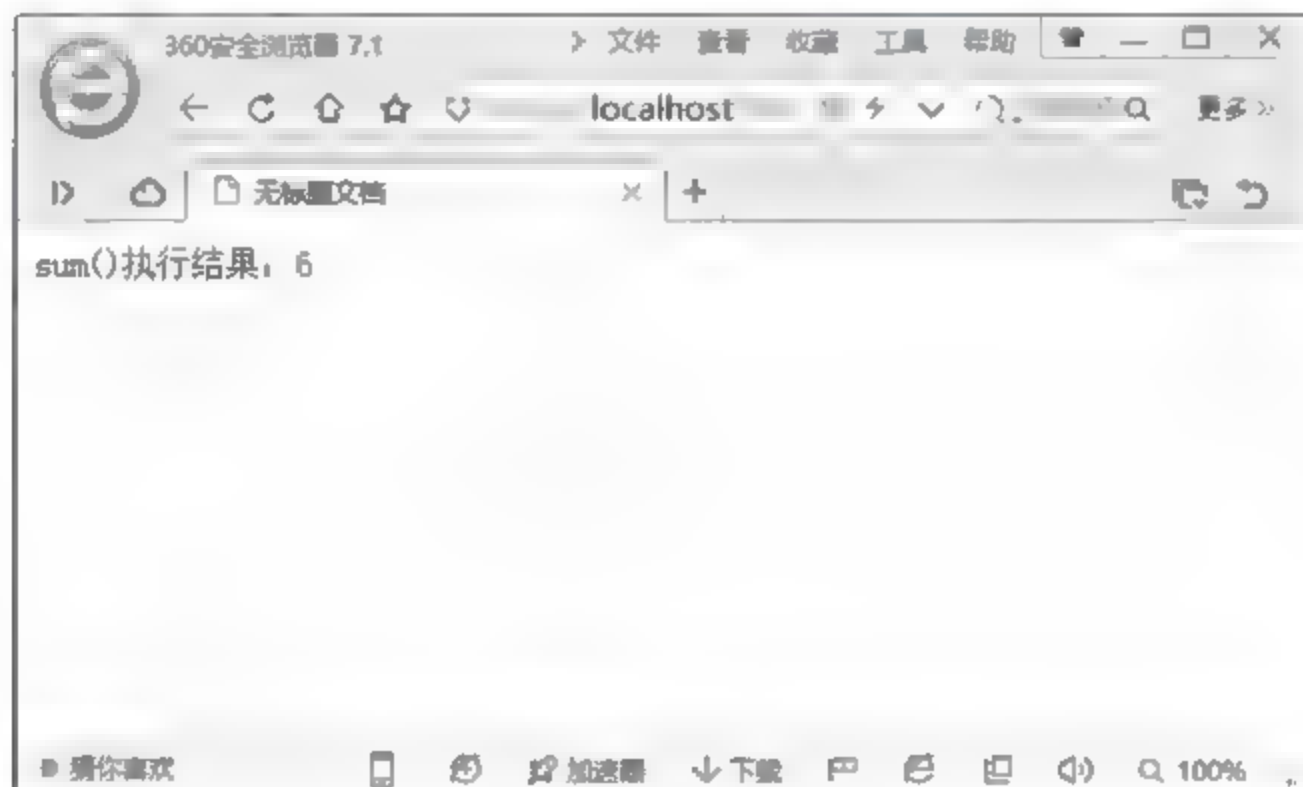 360安全浏览器 7.1
文件 查看 收藏 工具 帮助
localhost
更多 »
无标题文档
sum()执行结果：6
猜你喜欢
加速器
下载
100%